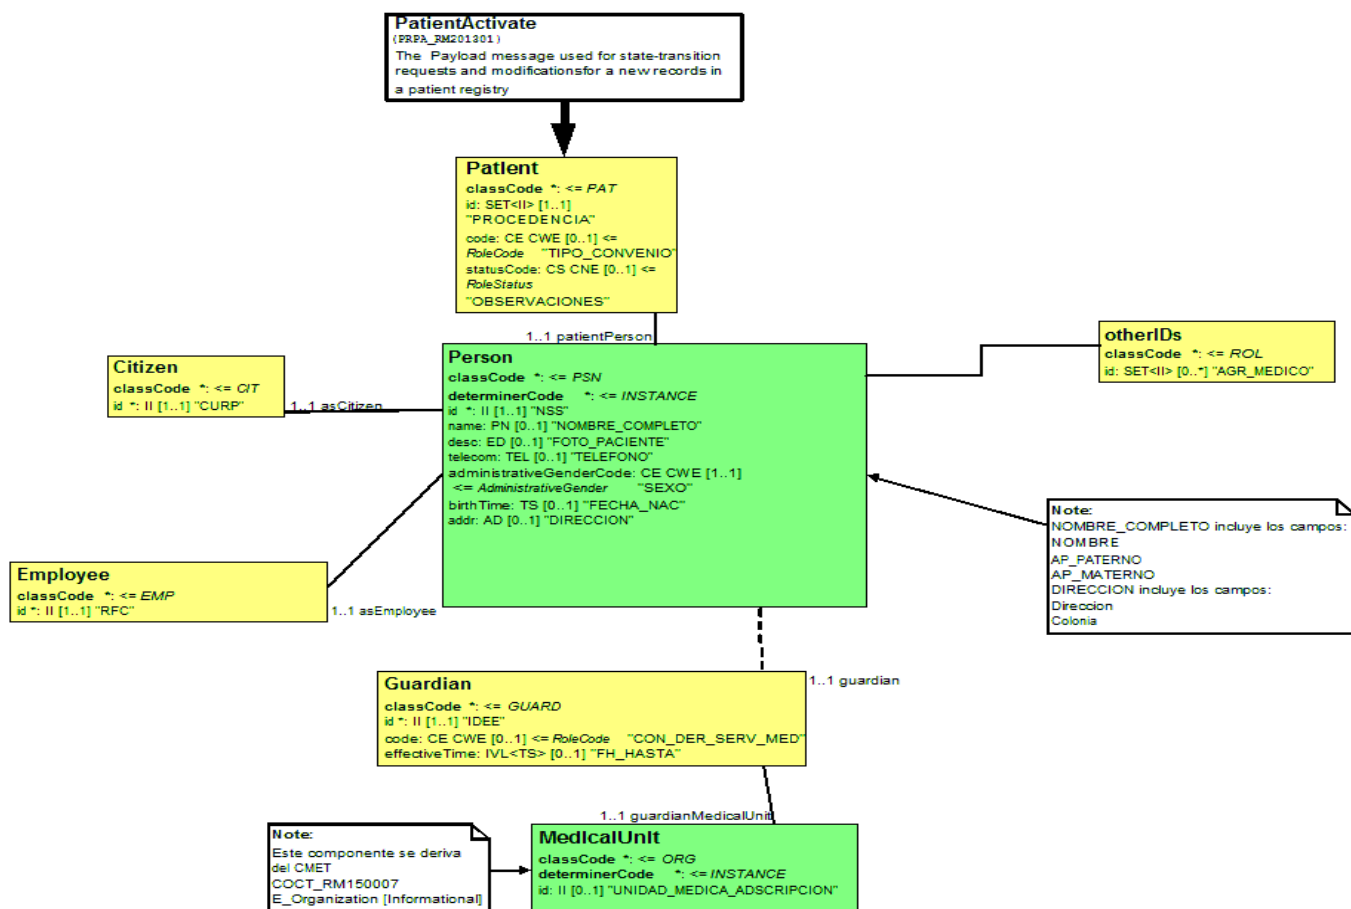 PatientActivate
(PRPA_RM201301)
The Payload message used for state-transition
requests and modificationsfor a new records in
a patient registry
Patient
classCode *: <= PAT
id: SET<II> [1..1]
"PROCEDENCIA"
code: CE CWE [0..1] <=
RoleCode "TIPO_CONVENIO"
statusCode: CS CNE [0..1] <=
RoleStatus
"OBSERVACIONES"
1..1 patientPerson
Person
classCode *: <= PSN
determinerCode *: <= INSTANCE
id *: II [1..1] "NSS"
name: PN [0..1] "NOMBRE_COMPLETO"
desc: ED [0..1] "FOTO_PACIENTE"
telecom: TEL [0..1] "TELEFONO"
administrativeGenderCode: CE CWE [1..1]
<= AdministrativeGender "SEXO"
birthTime: TS [0..1] "FECHA_NAC"
addr: AD [0..1] "DIRECCION"
otherIDs
classCode *: <= ROL
id: SET<II> [0..*] "AGR_MEDICO"
Citizen
classCode *: <= CIT
id *: II [1..1] "CURP"
1..1 asCitizen
Note:
NOMBRE_COMPLETO incluye los campos:
NOMBRE
AP_PATERNO
AP_MATERNO
DIRECCION incluye los campos:
Direccion
Colonia
Employee
classCode *: <= EMP
id *: II [1..1] "RFC"
1..1 asEmployee
1..1 guardian
Guardian
classCode *: <= GUARD
id *: II [1..1] "IDEE"
code: CE CWE [0..1] <= RoleCode "CON_DER_SERV_MED"
effectiveTime: IVL<TS> [0..1] "FH_HASTA"
1..1 guardianMedicalUnit
Note:
Este componente se deriva
del CMET
COCT_RM150007
E_Organization [Informational]
MedicalUnit
classCode *: <= ORG
determinerCode *: <= INSTANCE
id: II [0..1] "UNIDAD_MEDICA_ADSCRIPCION"